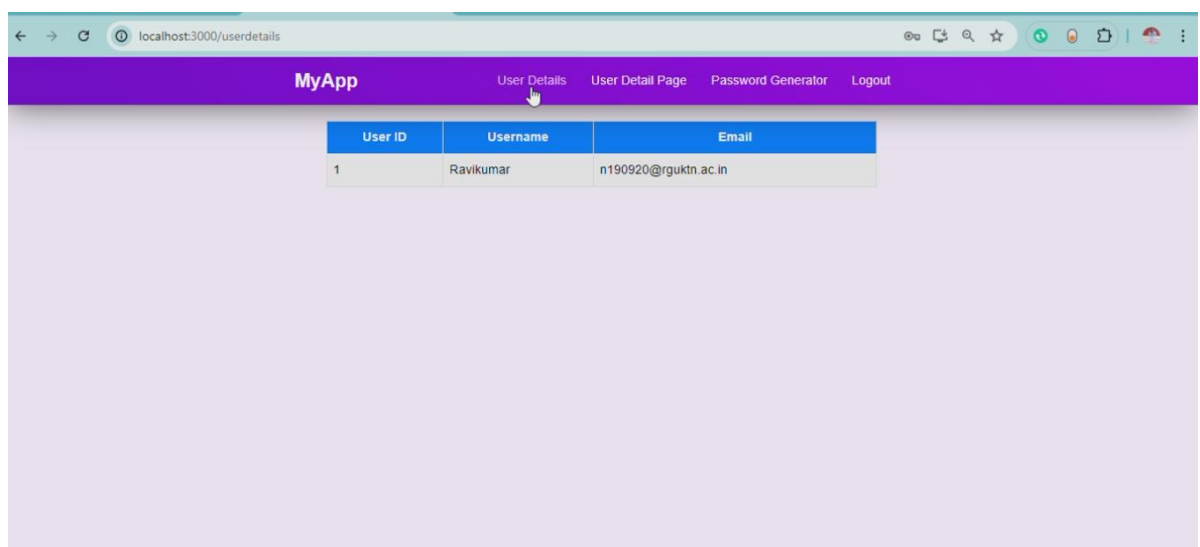 localhost:3000/userdetails
MyApp User Details User Detail Page Password Generator Logout
User ID Username Email
1 Ravikumar n190920@rguktn.ac.in